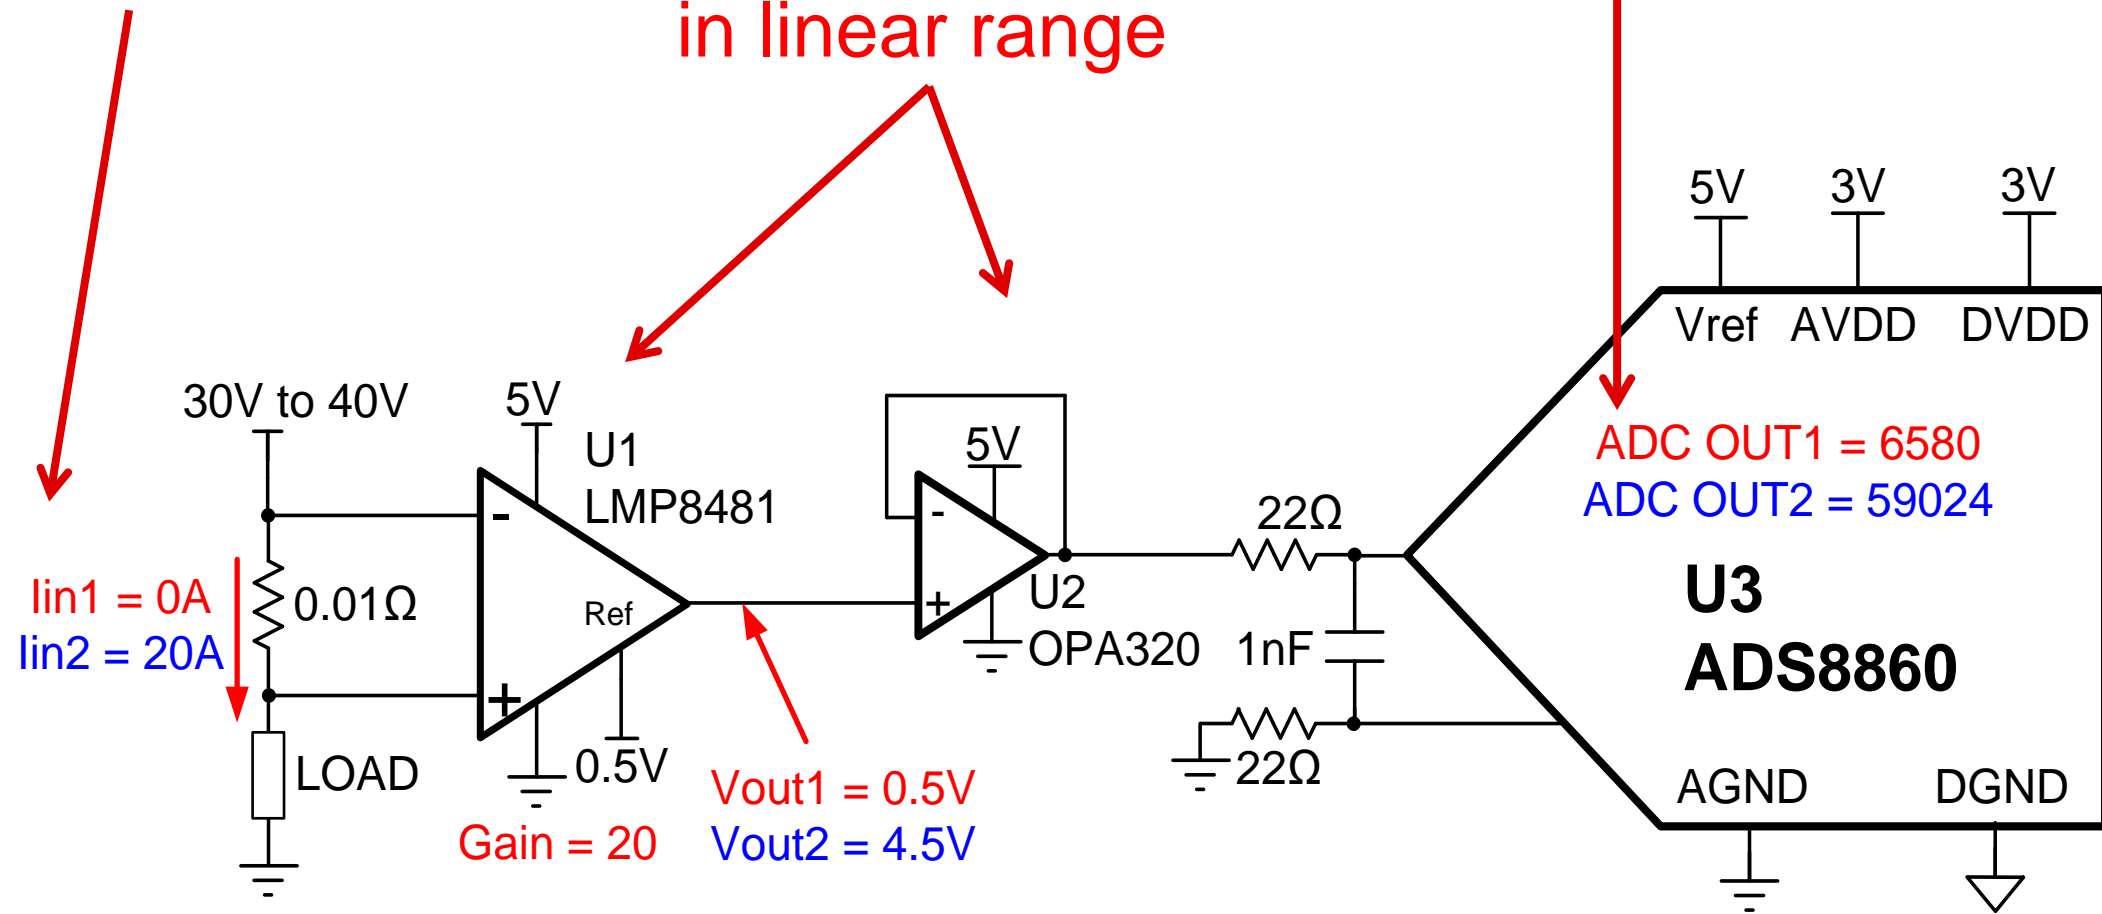 in linear range
5V
3V
3V
Vref
AVDD
DVDD
30V to 40V
5V
U1
LMP8481
5V
ADC OUT1 = 6580
ADC OUT2 = 59024
-
-
22Ω
Iin1 = 0A
Iin2 = 20A
0.01Ω
Ref
+
U2
OPA320
1nF
U3
ADS8860
+
LOAD
0.5V
22Ω
Vout1 = 0.5V
Vout2 = 4.5V
Gain = 20
AGND
DGND